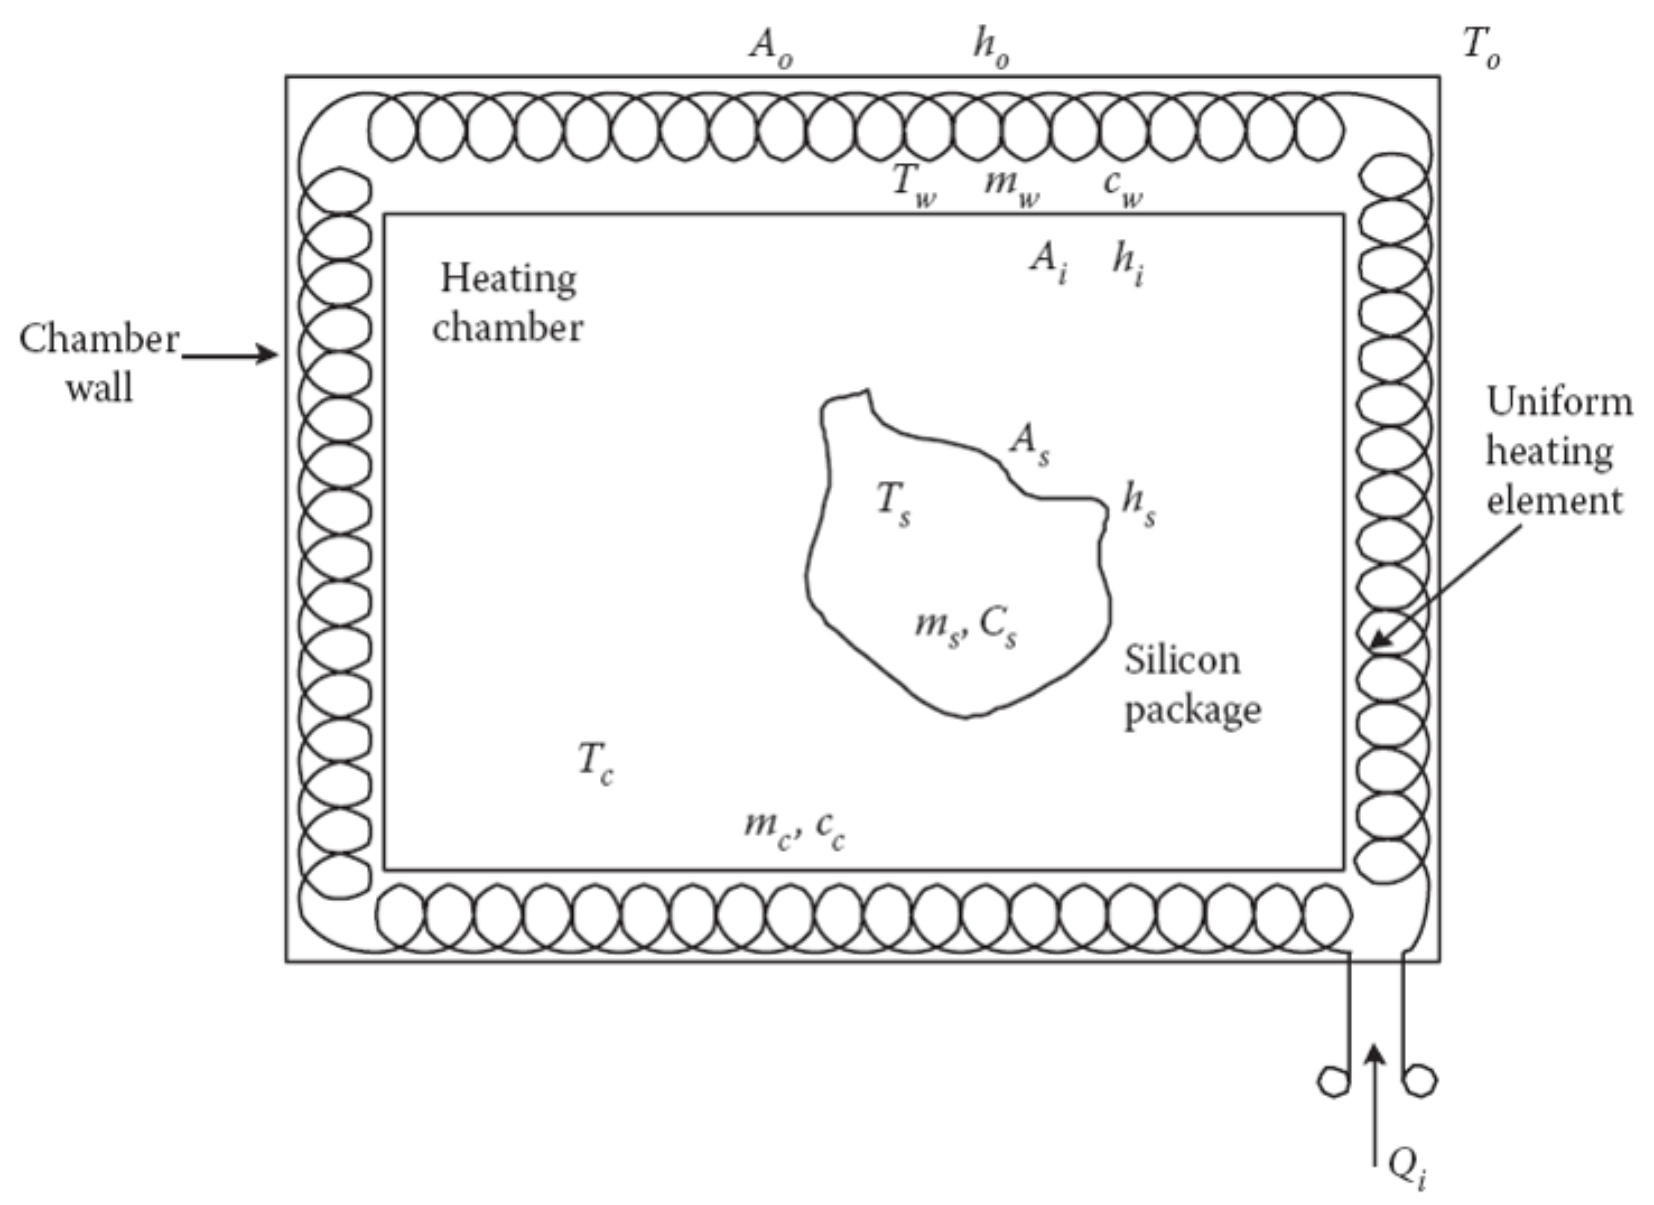 A_o h_o T_o
T_w m_w c_w
A_i h_i
Heating
chamber
Chamber
wall
Uniform
heating
element
A_s
T_s h_s
m_s, C_s
Silicon
package
T_c
m_c, c_c
Q_i